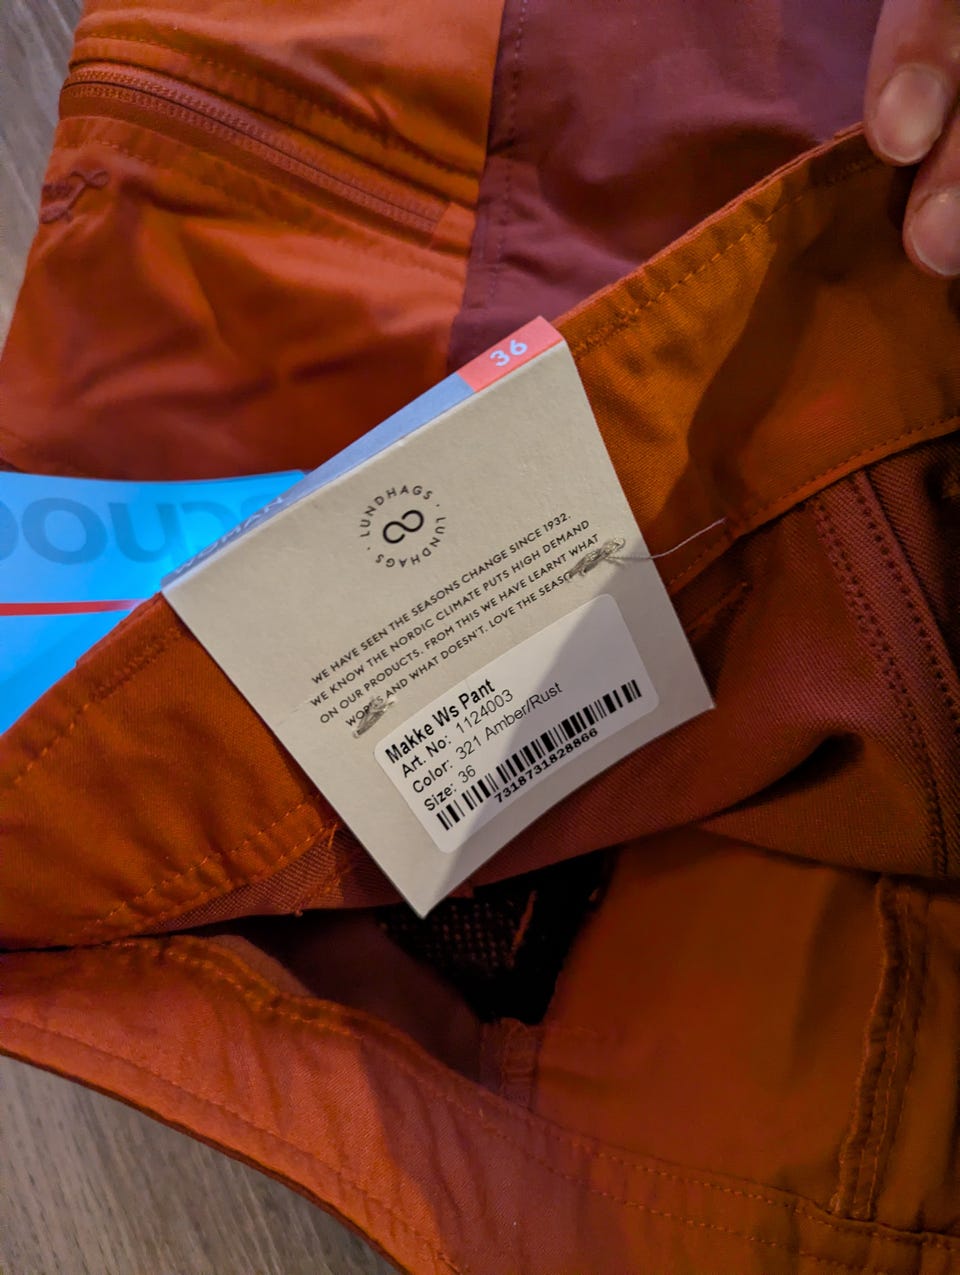 36
WOMAN
LUNDHAGS · LUNDHAGS ·
WE HAVE SEEN THE SEASONS CHANGE SINCE 1932.
WE KNOW THE NORDIC CLIMATE PUTS HIGH DEMAND
ON OUR PRODUCTS. FROM THIS WE HAVE LEARNT WHAT
WORKS AND WHAT DOESN'T. LOVE THE
Makke Ws Pant
Art. No: 1124003
Color: 321 Amber/Rust
Size: 36
7318731828866